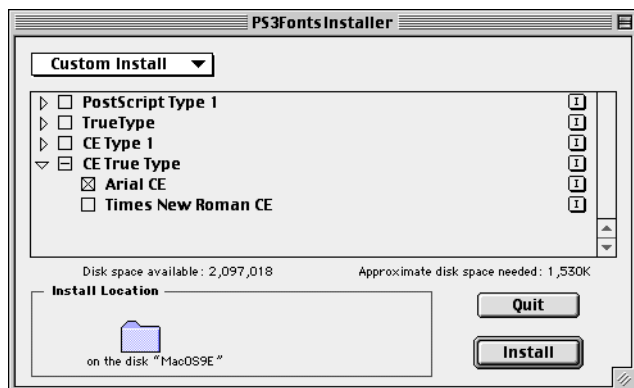 PS3FontsInstaller
Custom Install
PostScript Type 1
TrueType
CE Type 1
CE True Type
Arial CE
Times New Roman CE
Disk space available: 2,097,018
Approximate disk space needed: 1,530K
Install Location
on the disk “MacOS9E”
Quit
Install